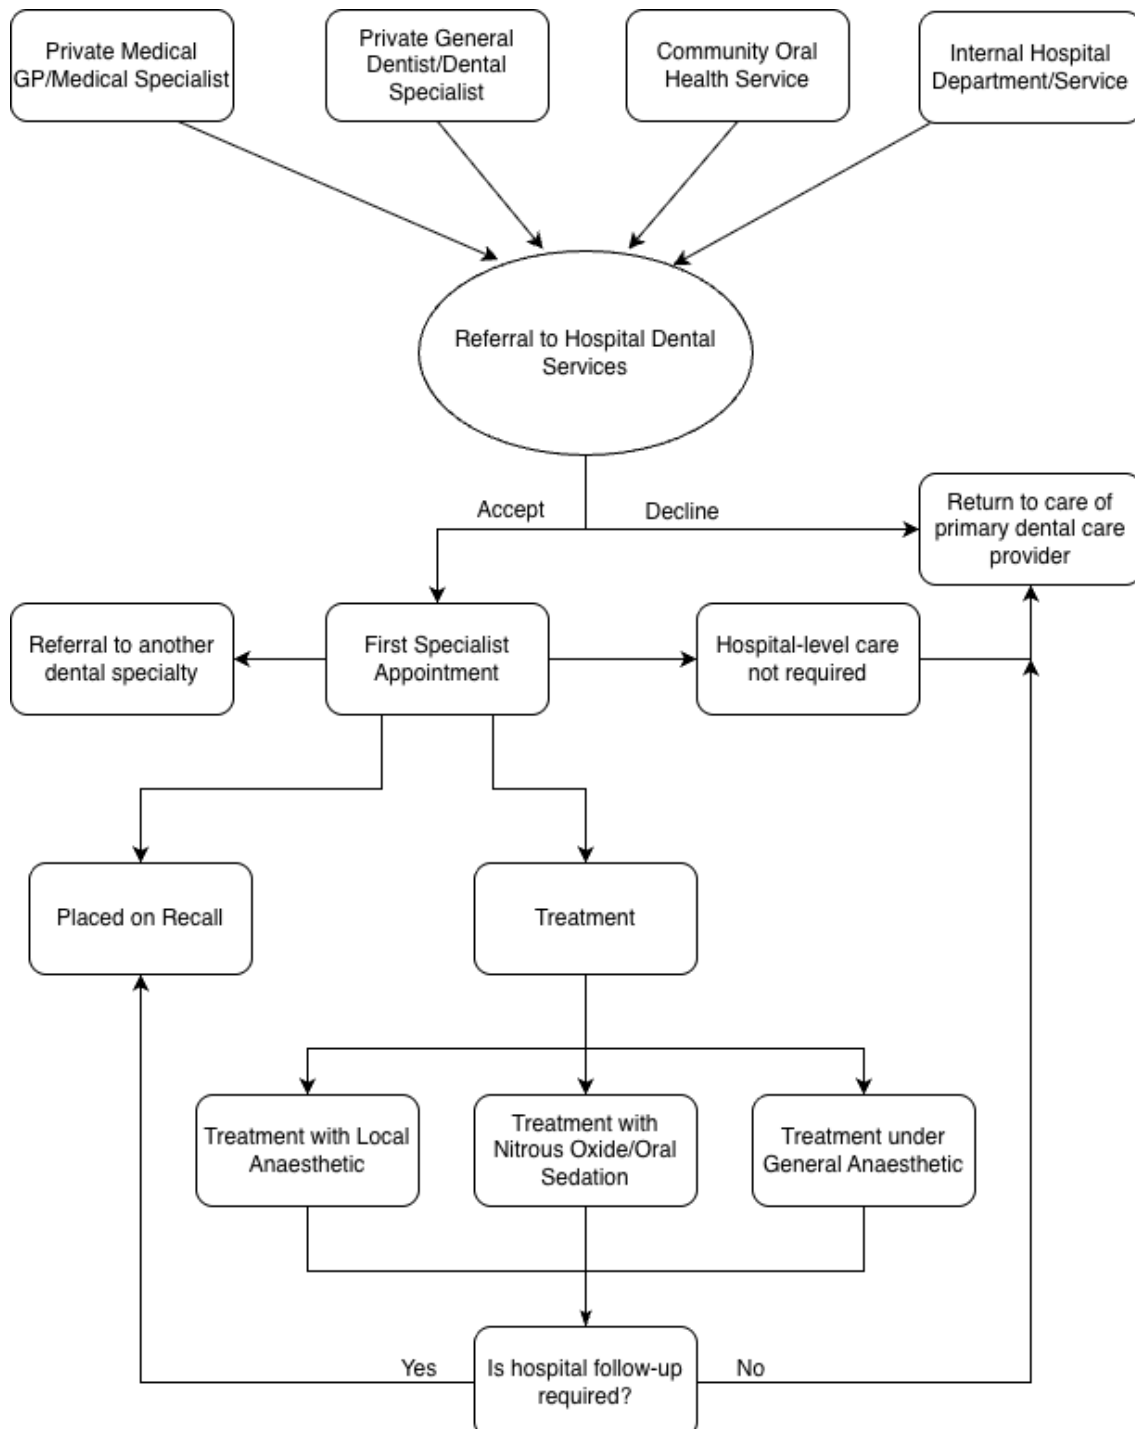 Private Medical
GP/Medical Specialist
Private General
Dentist/Dental
Specialist
Community Oral
Health Service
Internal Hospital
Department/Service
Referral to Hospital Dental
Services
Accept
Decline
Return to care of
primary dental care
provider
Referral to another
dental specialty
First Specialist
Appointment
Hospital-level care
not required
Placed on Recall
Treatment
Treatment with Local
Anaesthetic
Treatment with
Nitrous Oxide/Oral
Sedation
Treatment under
General Anaesthetic
Yes
Is hospital follow-up
required?
No